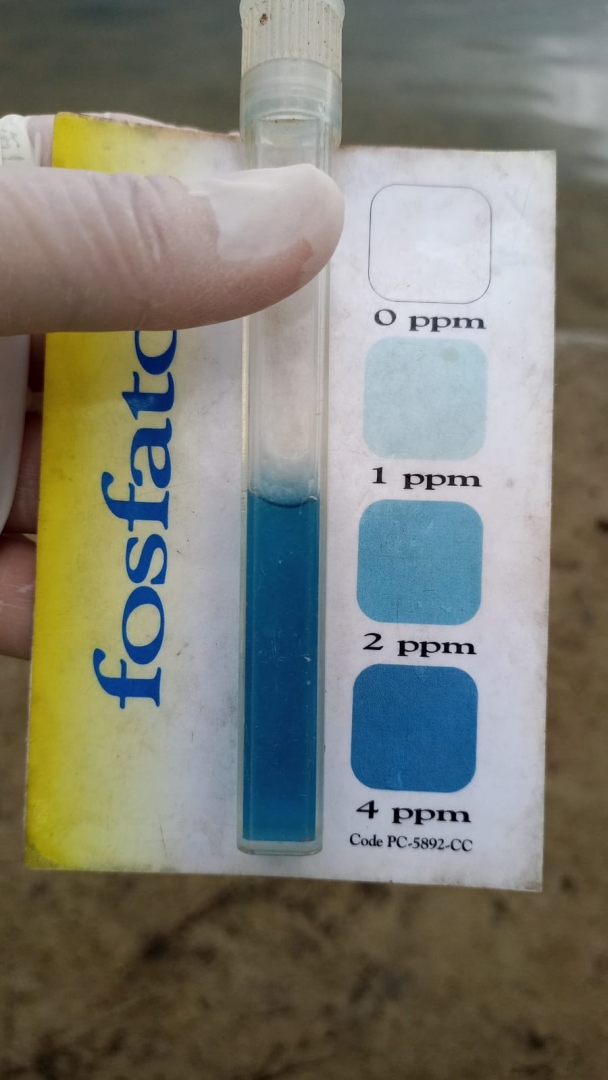 fosfato
0 ppm
1 ppm
2 ppm
4 ppm
Code PC-5892-CC